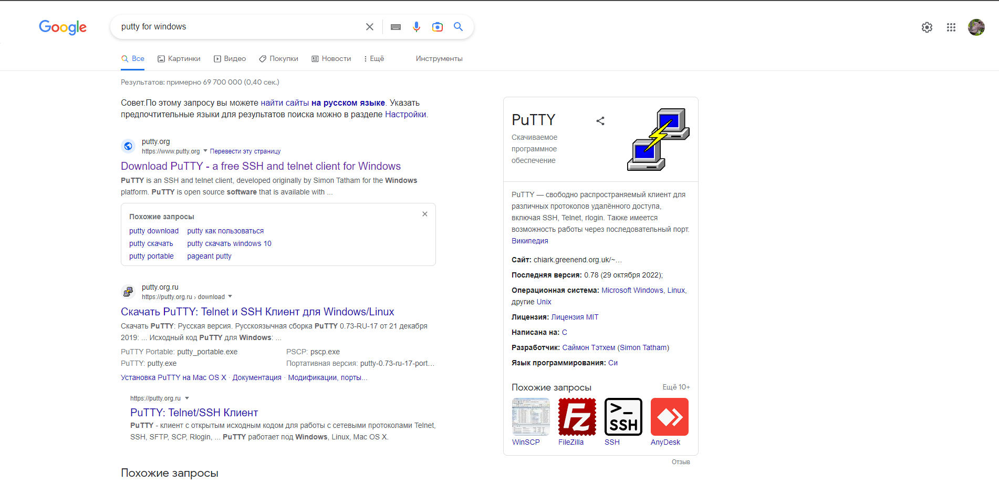 Google
putty for windows
Все
Картинки
Видео
Покупки
Новости
Ещё
Инструменты
Результатов: примерно 69 700 000 (0,40 сек.)
Совет.По этому запросу вы можете найти сайты на русском языке. Указать
предпочтительные языки для результатов поиска можно в разделе Настройки.
putty.org
https://www.putty.org Перевести эту страницу
Download PuTTY - a free SSH and telnet client for Windows
PuTTY is an SSH and telnet client, developed originally by Simon Tatham for the Windows
platform. PuTTY is open source software that is available with ...
Похожие запросы
putty download putty как пользоваться
putty скачать putty скачать windows 10
putty portable pageant putty
putty.org.ru
https://putty.org.ru › download
Скачать PuTTY: Telnet и SSH Клиент для Windows/Linux
Скачать PuTTY: Русская версия. Русскоязычная сборка PuTTY 0.73-RU-17 от 21 декабря
2019: ... Исходный код PuTTY для Windows: ...
PuTTY Portable: putty_portable.exe PSCP: pscp.exe
PuTTY: putty.exe Портативная версия: putty-0.73-ru-17-port...
Установка PuTTY на Mac OS X · Документация · Модификации, порты...
https://putty.org.ru
PuTTY: Telnet/SSH Клиент
PuTTY - клиент с открытым исходным кодом для работы с сетевыми протоколами Telnet,
SSH, SFTP, SCP, Rlogin, ... PuTTY работает под Windows, Linux, Mac OS X.
Похожие запросы
PuTTY
Скачиваемое
программное
обеспечение
PuTTY — свободно распространяемый клиент для
различных протоколов удалённого доступа,
включая SSH, Telnet, rlogin. Также имеется
возможность работы через последовательный порт.
Википедия
Сайт: chiark.greenend.org.uk/~...
Последняя версия: 0.78 (29 октября 2022);
Операционная система: Microsoft Windows, Linux,
другие Unix
Лицензия: Лицензия MIT
Написана на: C
Разработчик: Саймон Тэтхем (Simon Tatham)
Язык программирования: Си
Похожие запросы
Ещё 10+
Fz
>_ SSH
WinSCP
FileZilla
SSH
AnyDesk
Отзыв